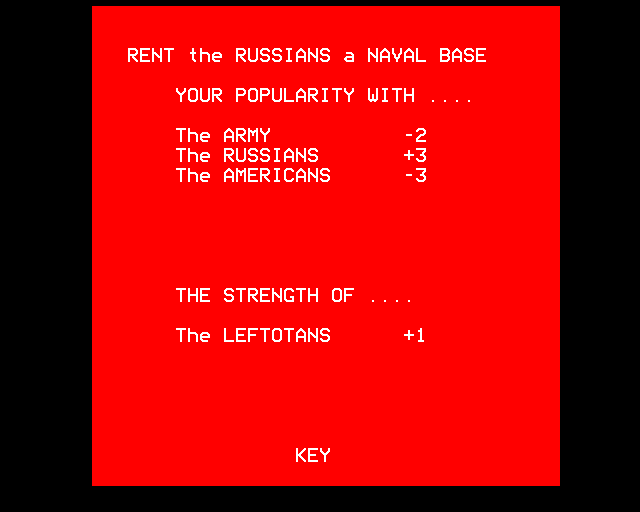 RENT the RUSSIANS a NAVAL BASE
YOUR POPULARITY WITH ....
The ARMY -2
The RUSSIANS +3
The AMERICANS -3
THE STRENGTH OF ....
The LEFTOTANS +1
KEY